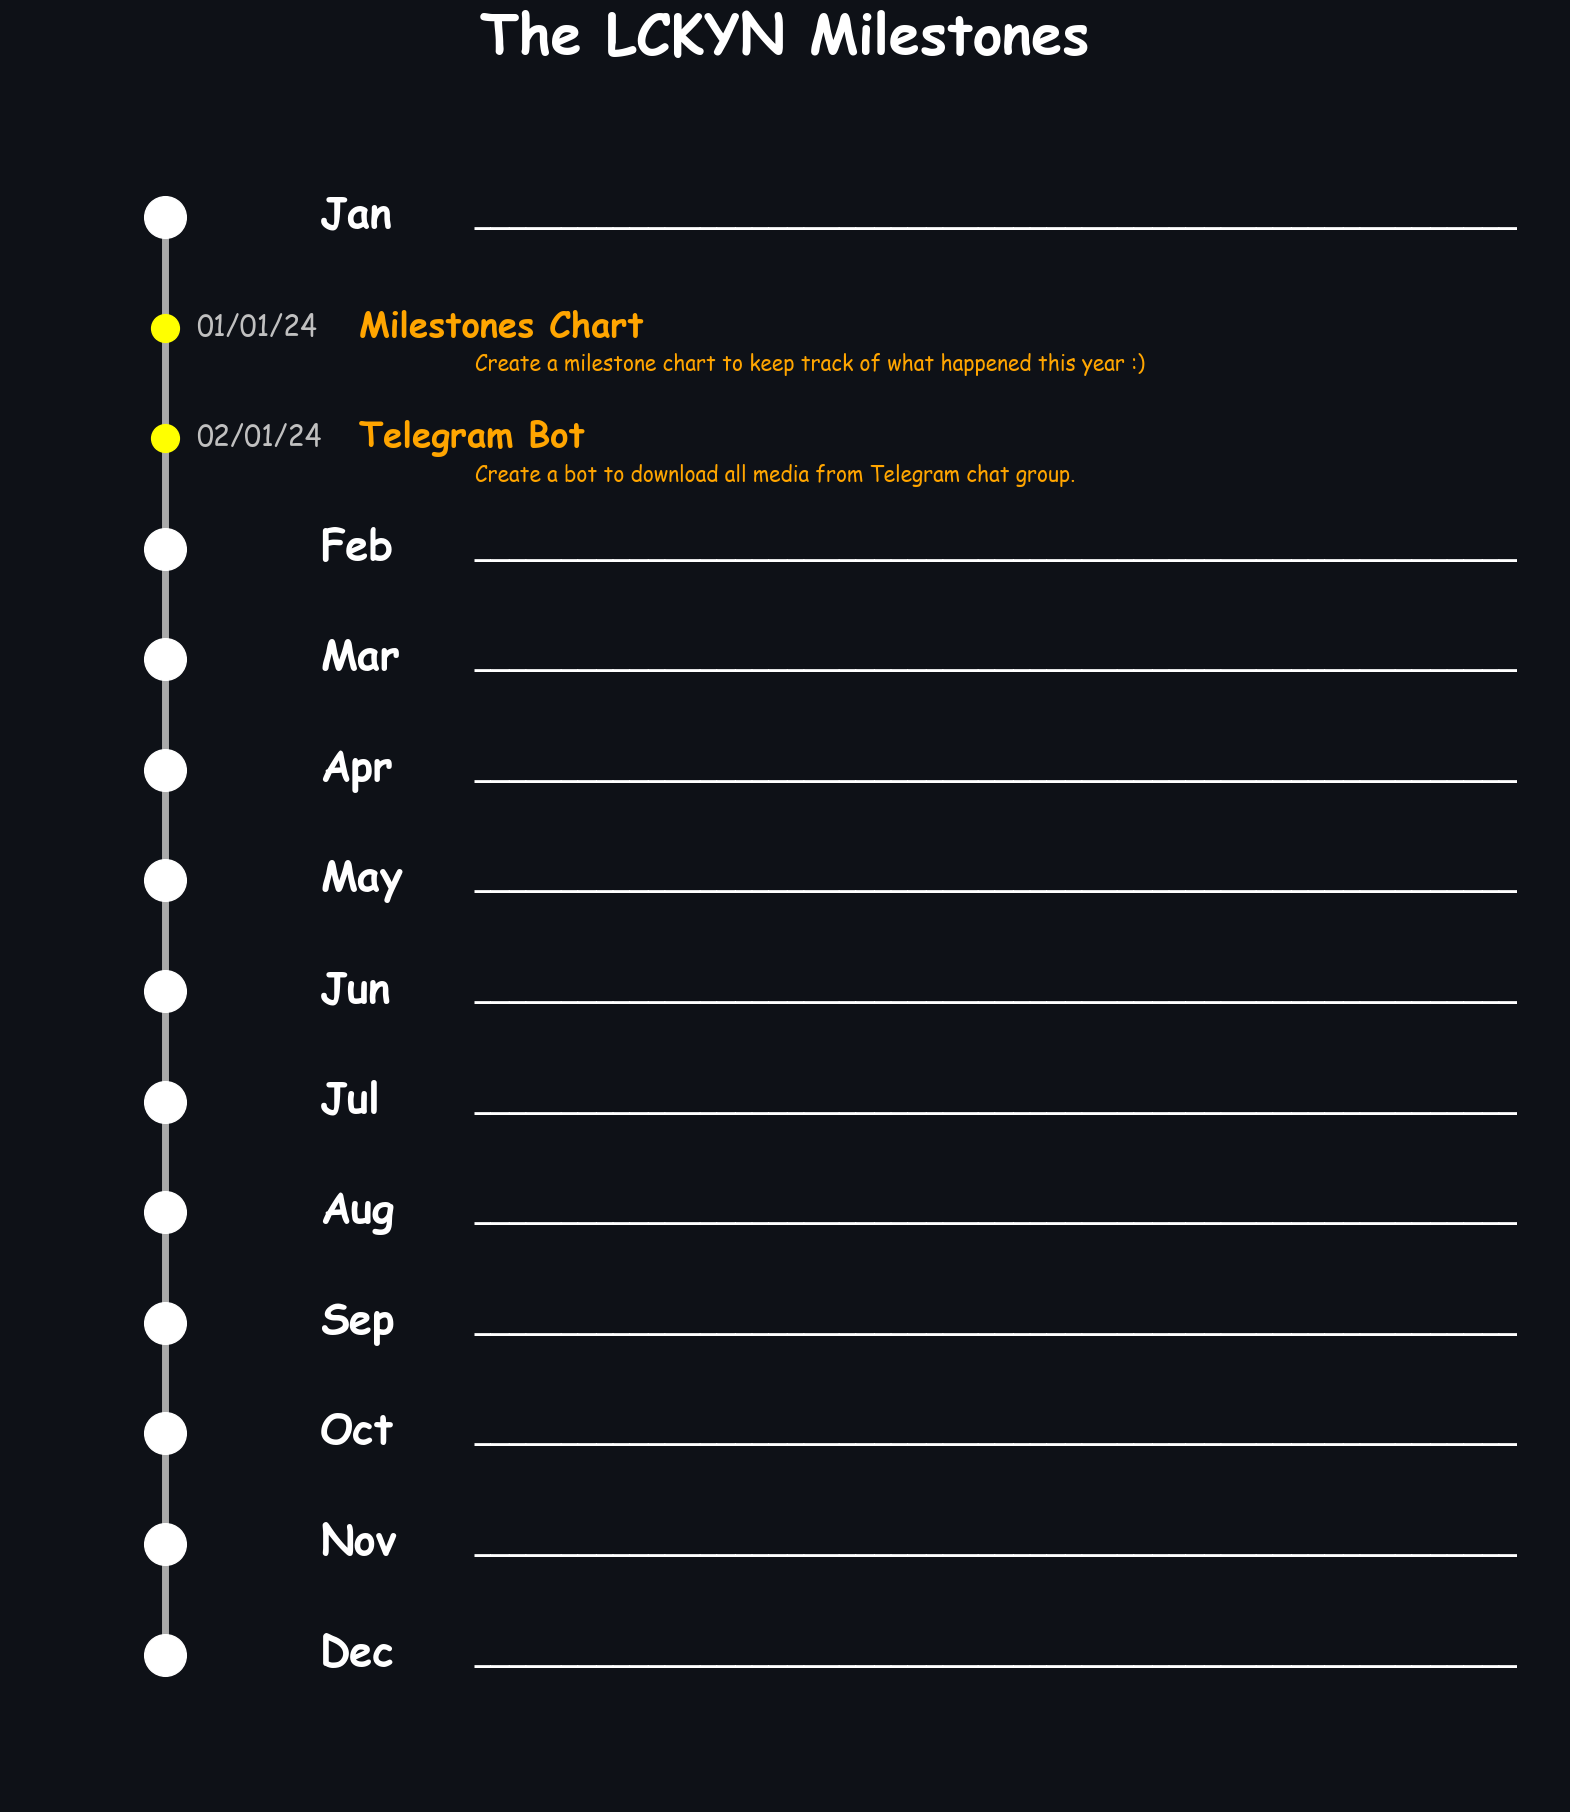 The LCKYN Milestones
Jan
01/01/24 Milestones Chart
Create a milestone chart to keep track of what happened this year :)
02/01/24 Telegram Bot
Create a bot to download all media from Telegram chat group.
Feb
Mar
Apr
May
Jun
Jul
Aug
Sep
Oct
Nov
Dec